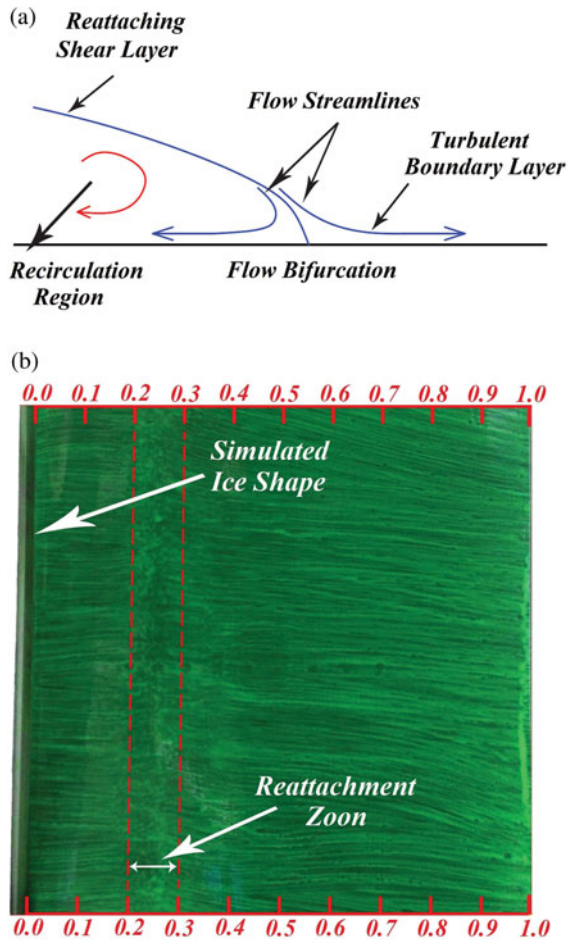 (a)
Reattaching
Shear Layer
Flow Streamlines
Turbulent
Boundary Layer
Recirculation
Region
Flow Bifurcation
(b)
0.0 0.1 0.2 0.3 0.4 0.5 0.6 0.7 0.8 0.9 1.0
Simulated
Ice Shape
Reattachment
Zoon
0.0 0.1 0.2 0.3 0.4 0.5 0.6 0.7 0.8 0.9 1.0